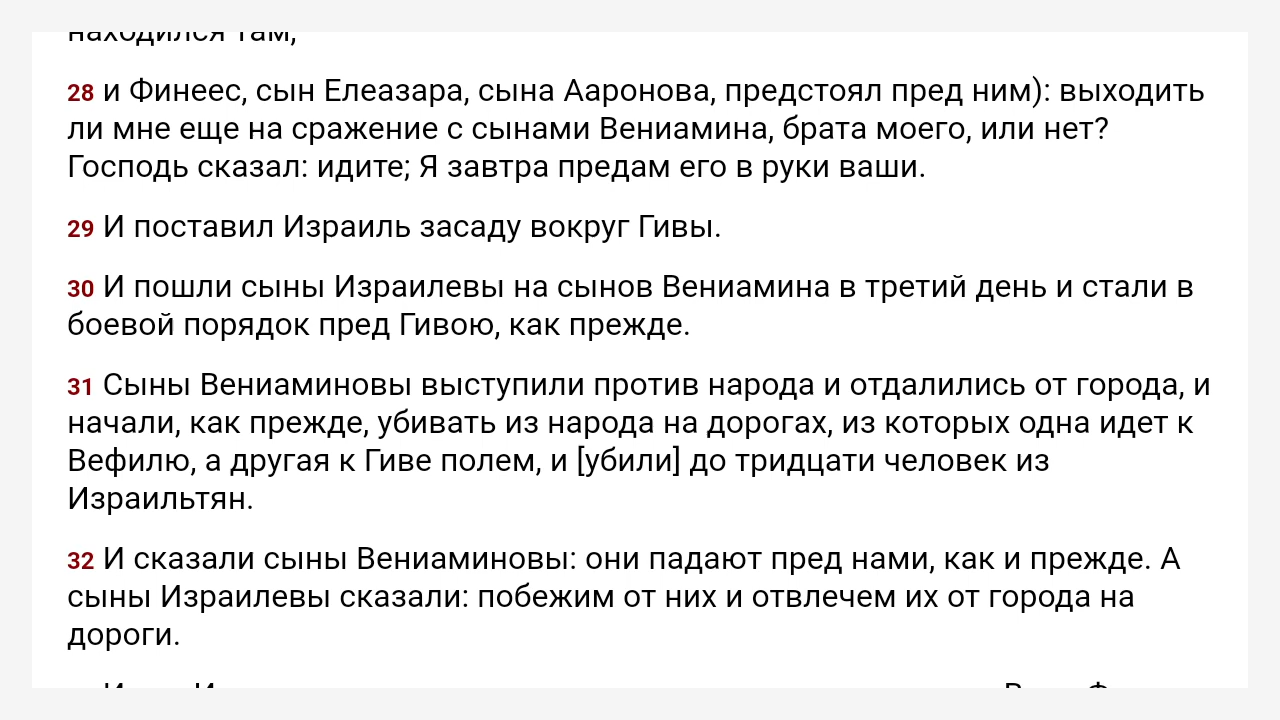 находился там,
28 и Финеес, сын Елеазара, сына Ааронова, предстоял пред ним): выходить
ли мне еще на сражение с сынами Вениамина, брата моего, или нет?
Господь сказал: идите; Я завтра предам его в руки ваши.
29 И поставил Израиль засаду вокруг Гивы.
30 И пошли сыны Израилевы на сынов Вениамина в третий день и стали в
боевой порядок пред Гивою, как прежде.
31 Сыны Вениаминовы выступили против народа и отдалились от города, и
начали, как прежде, убивать из народа на дорогах, из которых одна идет к
Вефилю, а другая к Гиве полем, и [убили] до тридцати человек из
Израильтян.
32 И сказали сыны Вениаминовы: они падают пред нами, как и прежде. А
сыны Израилевы сказали: побежим от них и отвлечем их от города на
дороги.